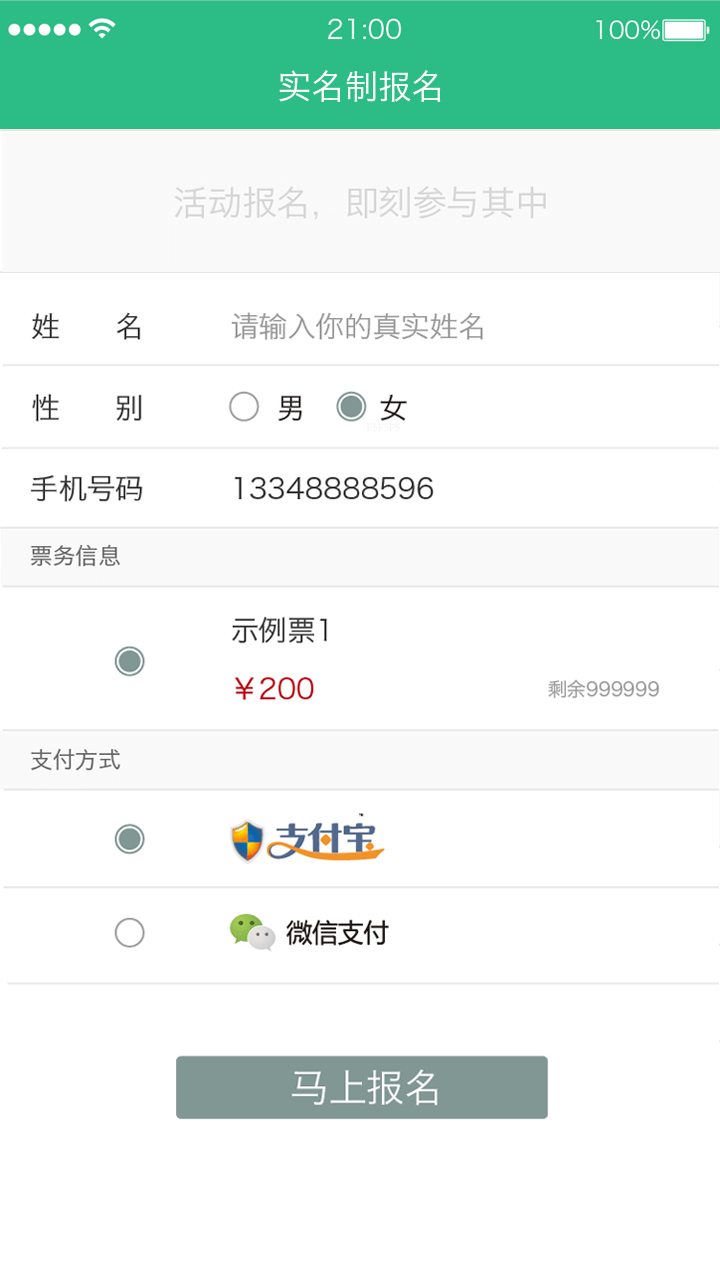 21:00 100%
实名制报名
活动报名，即刻参与其中
姓 名 请输入你的真实姓名
性 别 男 女
手机号码 13348888596
票务信息
示例票1
￥200 剩余999999
支付方式
支付宝
微信支付
马上报名